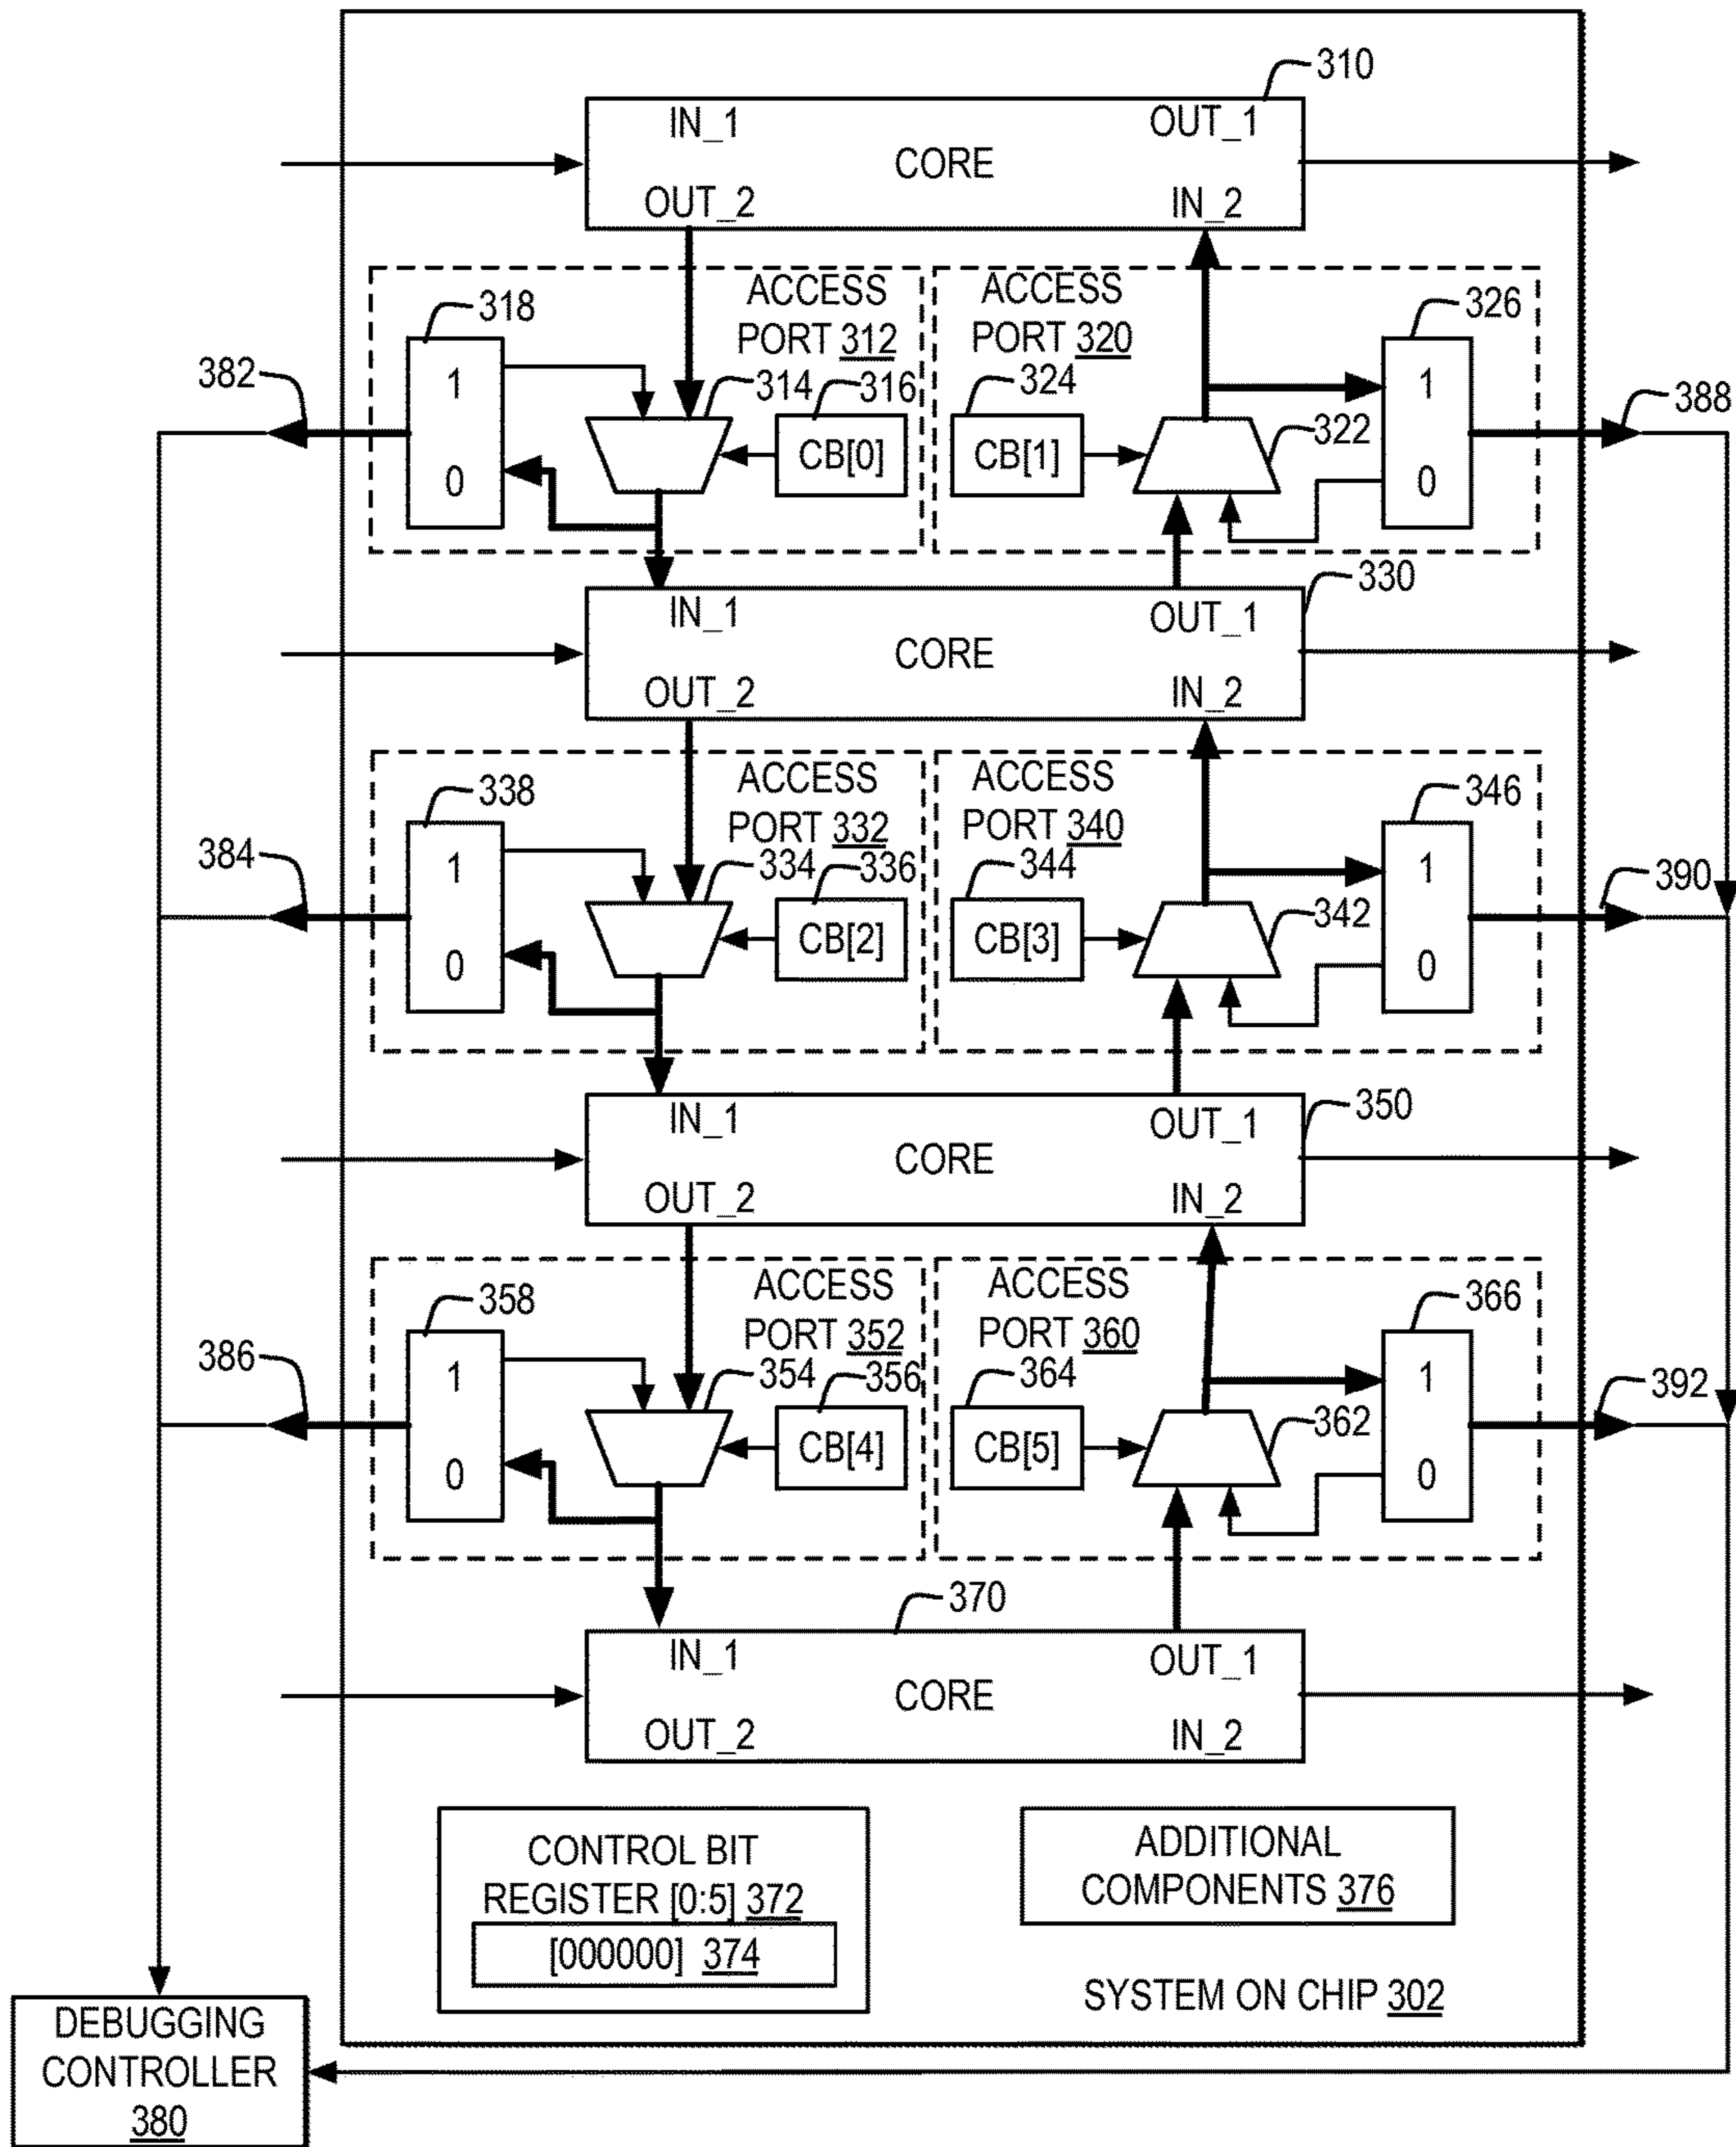 310
IN_1
OUT_1
CORE
OUT_2
IN_2
ACCESS
PORT 312
ACCESS
PORT 320
318
326
382
1
0
314
316
CB[0]
324
CB[1]
322
1
0
388
330
IN_1
OUT_1
CORE
OUT_2
IN_2
ACCESS
PORT 332
ACCESS
PORT 340
338
346
384
1
0
334
336
CB[2]
344
CB[3]
342
1
0
390
350
IN_1
OUT_1
CORE
OUT_2
IN_2
ACCESS
PORT 352
ACCESS
PORT 360
358
366
386
1
0
354
356
CB[4]
364
CB[5]
362
1
0
392
370
IN_1
OUT_1
CORE
OUT_2
IN_2
CONTROL BIT
REGISTER [0:5] 372
[000000] 374
ADDITIONAL
COMPONENTS 376
SYSTEM ON CHIP 302
DEBUGGING
CONTROLLER
380